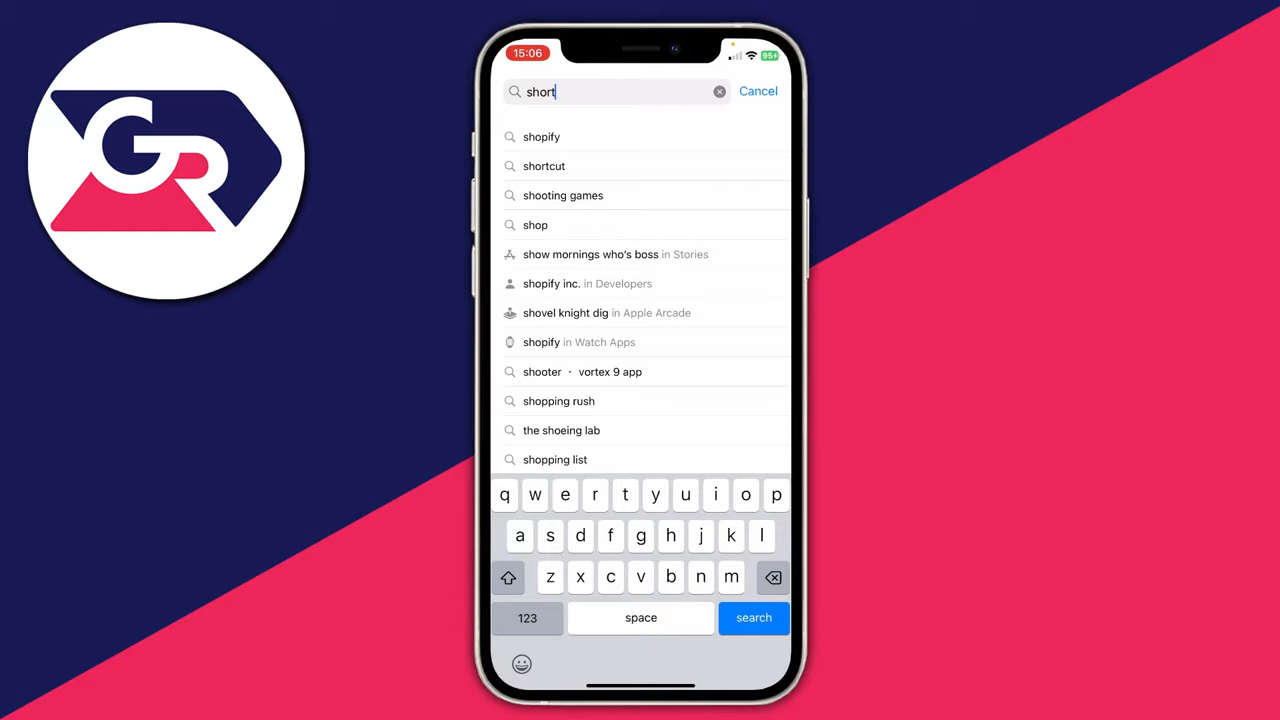 GR
15:06
95
short
Cancel
shopify
shortcut
shooting games
shop
show mornings who's boss in Stories
shopify inc. in Developers
shovel knight dig in Apple Arcade
shopify in Watch Apps
shooter · vortex 9 app
shopping rush
the shoeing lab
shopping list
q w e r t y u i o p
a s d f g h j k l
z x c v b n m
123 space search